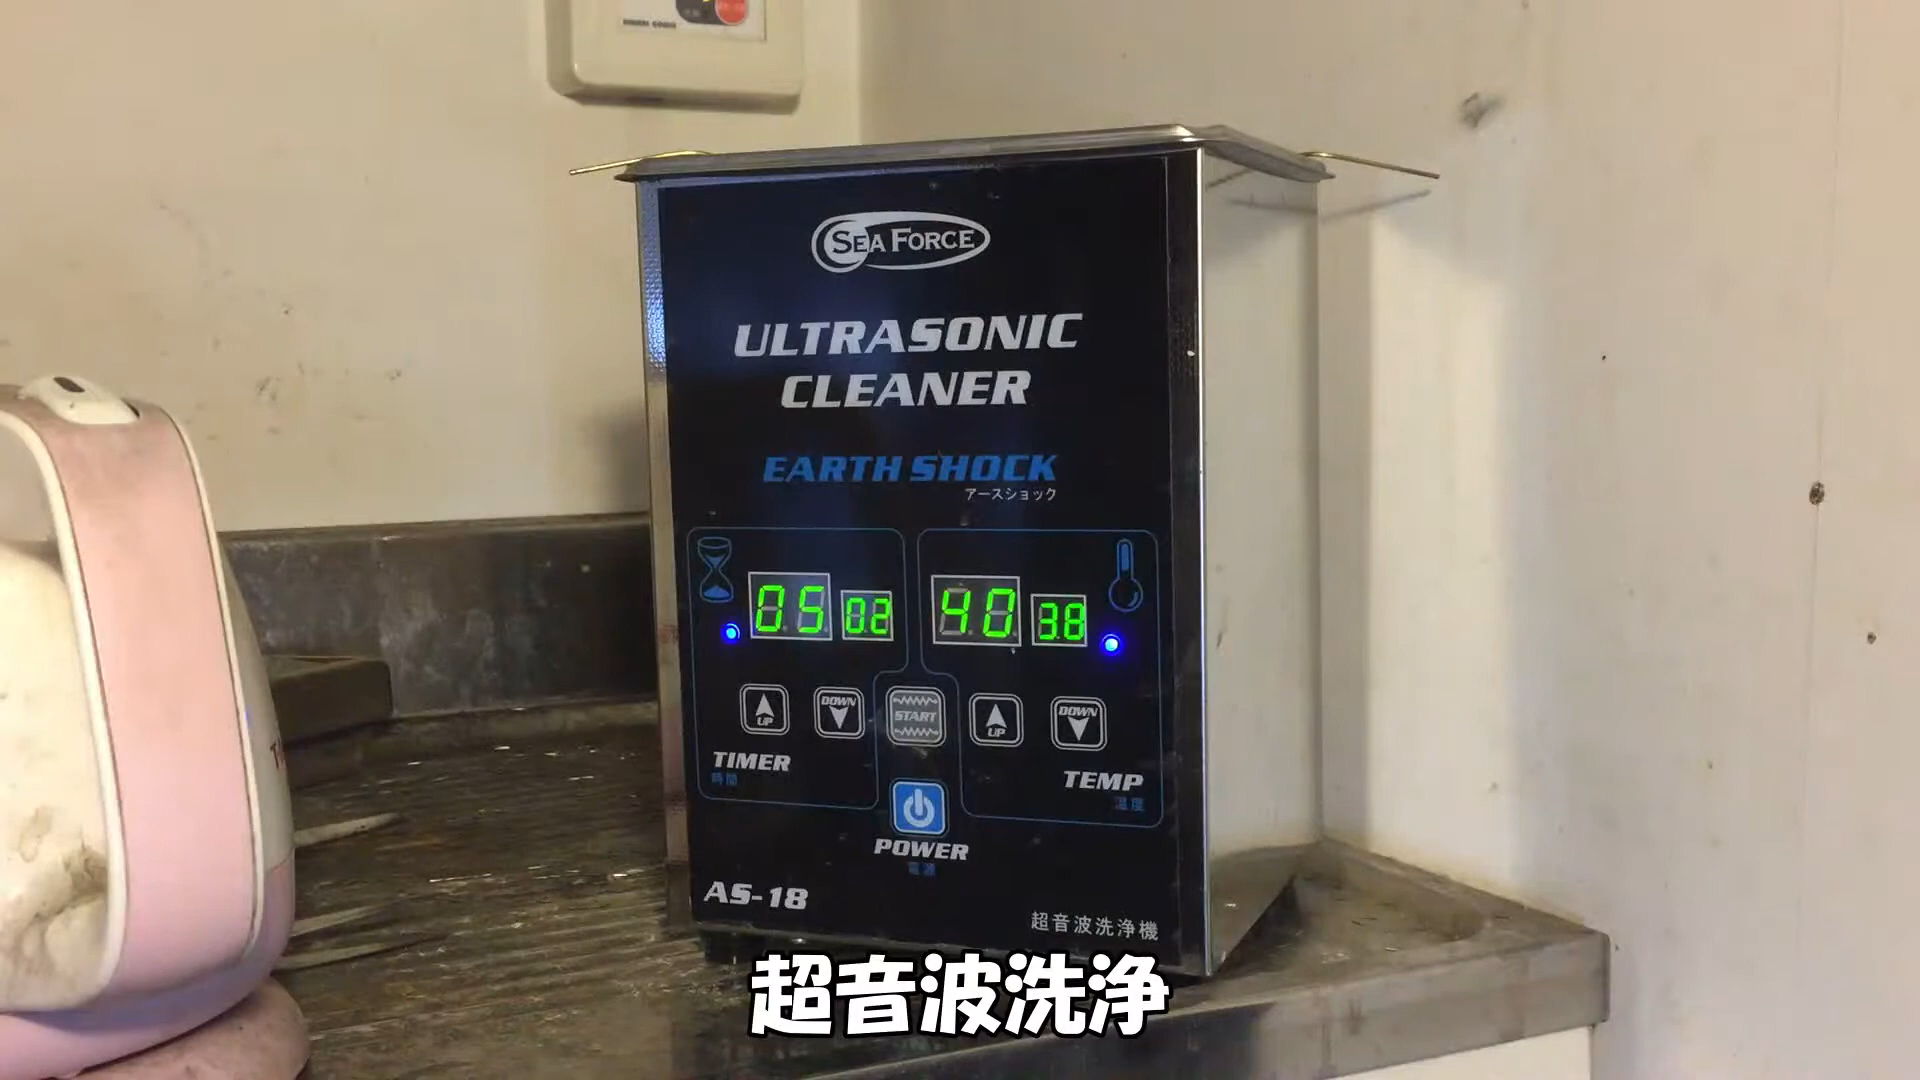 SEA FORCE
ULTRASONIC
CLEANER
EARTH SHOCK
アースショック
05 02 40 38
UP DOWN START UP DOWN
TIMER
時間
TEMP
温度
POWER
電源
AS-18
超音波洗浄機
超音波洗浄